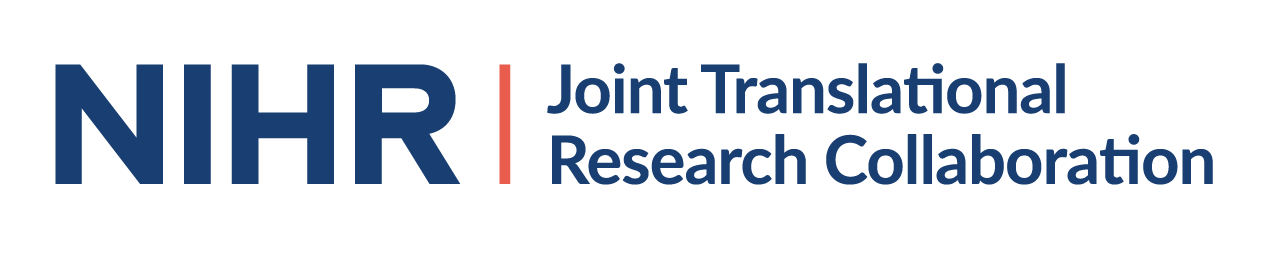 NIHR
Joint Translational
Research Collaboration